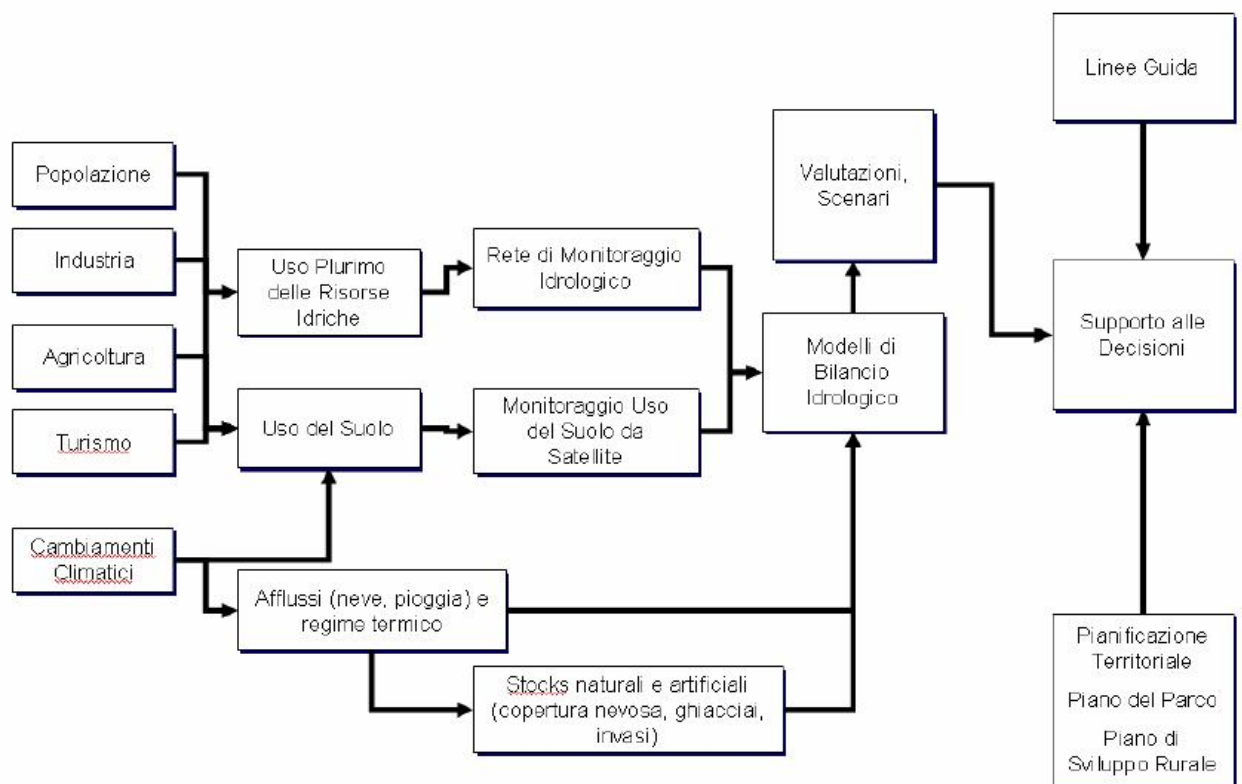 Popolazione
Industria
Agricoltura
Turismo
Cambiamenti
Climatici
Uso Plurimo
delle Risorse
Idriche
Uso del Suolo
Afflussi (neve, pioggia) e
regime termico
Rete di Monitoraggio
Idrologico
Monitoraggio Uso
del Suolo da
Satellite
Stocks naturali e artificiali
(copertura nevosa, ghiacciai,
invasi)
Valutazioni,
Scenari
Modelli di
Bilancio
Idrologico
Linee Guida
Supporto alle
Decisioni
Pianificazione
Territoriale
Piano del Parco
Piano di
Sviluppo Rurale